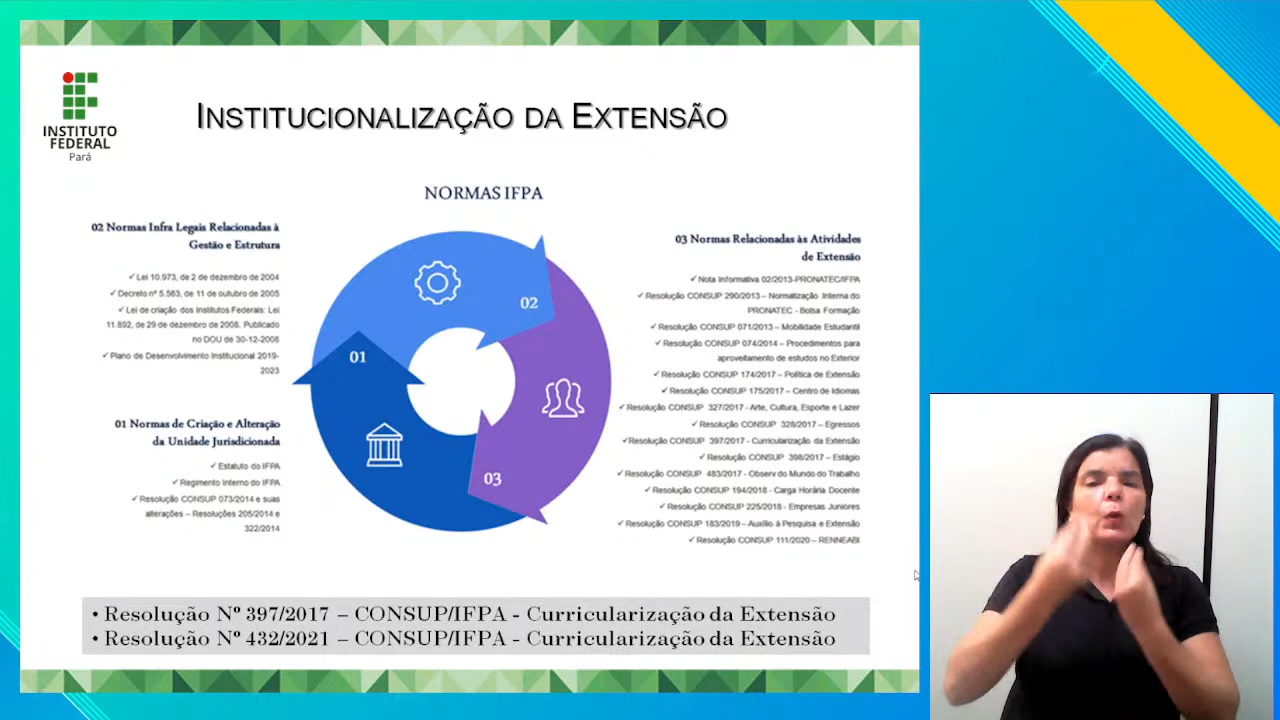 INSTITUTO
FEDERAL
Pará
INSTITUCIONALIZAÇÃO DA EXTENSÃO
NORMAS IFPA
02 Normas Infra Legais Relacionadas à
Gestão e Estrutura
✓Lei 10.973, de 2 de dezembro de 2004
✓Decreto nº 5.563, de 11 de outubro de 2005
✓Lei de criação dos Institutos Federais: Lei
11.892, de 29 de dezembro de 2008. Publicado
no DOU de 30-12-2008
✓Plano de Desenvolvimento Institucional 2019-
2023
01 Normas de Criação e Alteração
da Unidade Jurisdicionada
✓Estatuto do IFPA
✓Regimento Interno do IFPA
✓Resolução CONSUP 073/2014 e suas
alterações – Resoluções 205/2014 e
322/2014
02
01
03
03 Normas Relacionadas às Atividades
de Extensão
✓Nota Informativa 02/2013-PRONATEC/IFPA
✓Resolução CONSUP 290/2013 – Normatização Interna do
PRONATEC - Bolsa Formação
✓Resolução CONSUP 071/2013 – Mobilidade Estudantil
✓Resolução CONSUP 074/2014 – Procedimentos para
aproveitamento de estudos no Exterior
✓Resolução CONSUP 174/2017 – Política de Extensão
✓Resolução CONSUP 175/2017 – Centro de Idiomas
✓Resolução CONSUP 327/2017 - Arte, Cultura, Esporte e Lazer
✓Resolução CONSUP 328/2017 – Egressos
✓Resolução CONSUP 397/2017 - Curricularização da Extensão
✓Resolução CONSUP 398/2017 – Estágio
✓Resolução CONSUP 483/2017 - Observ do Mundo do Trabalho
✓Resolução CONSUP 194/2018 - Carga Horária Docente
✓Resolução CONSUP 225/2018 - Empresas Juniores
✓Resolução CONSUP 183/2019 – Auxílio à Pesquisa e Extensão
✓Resolução CONSUP 111/2020 – RENNEABI
• Resolução Nº 397/2017 – CONSUP/IFPA - Curricularização da Extensão
• Resolução Nº 432/2021 – CONSUP/IFPA - Curricularização da Extensão